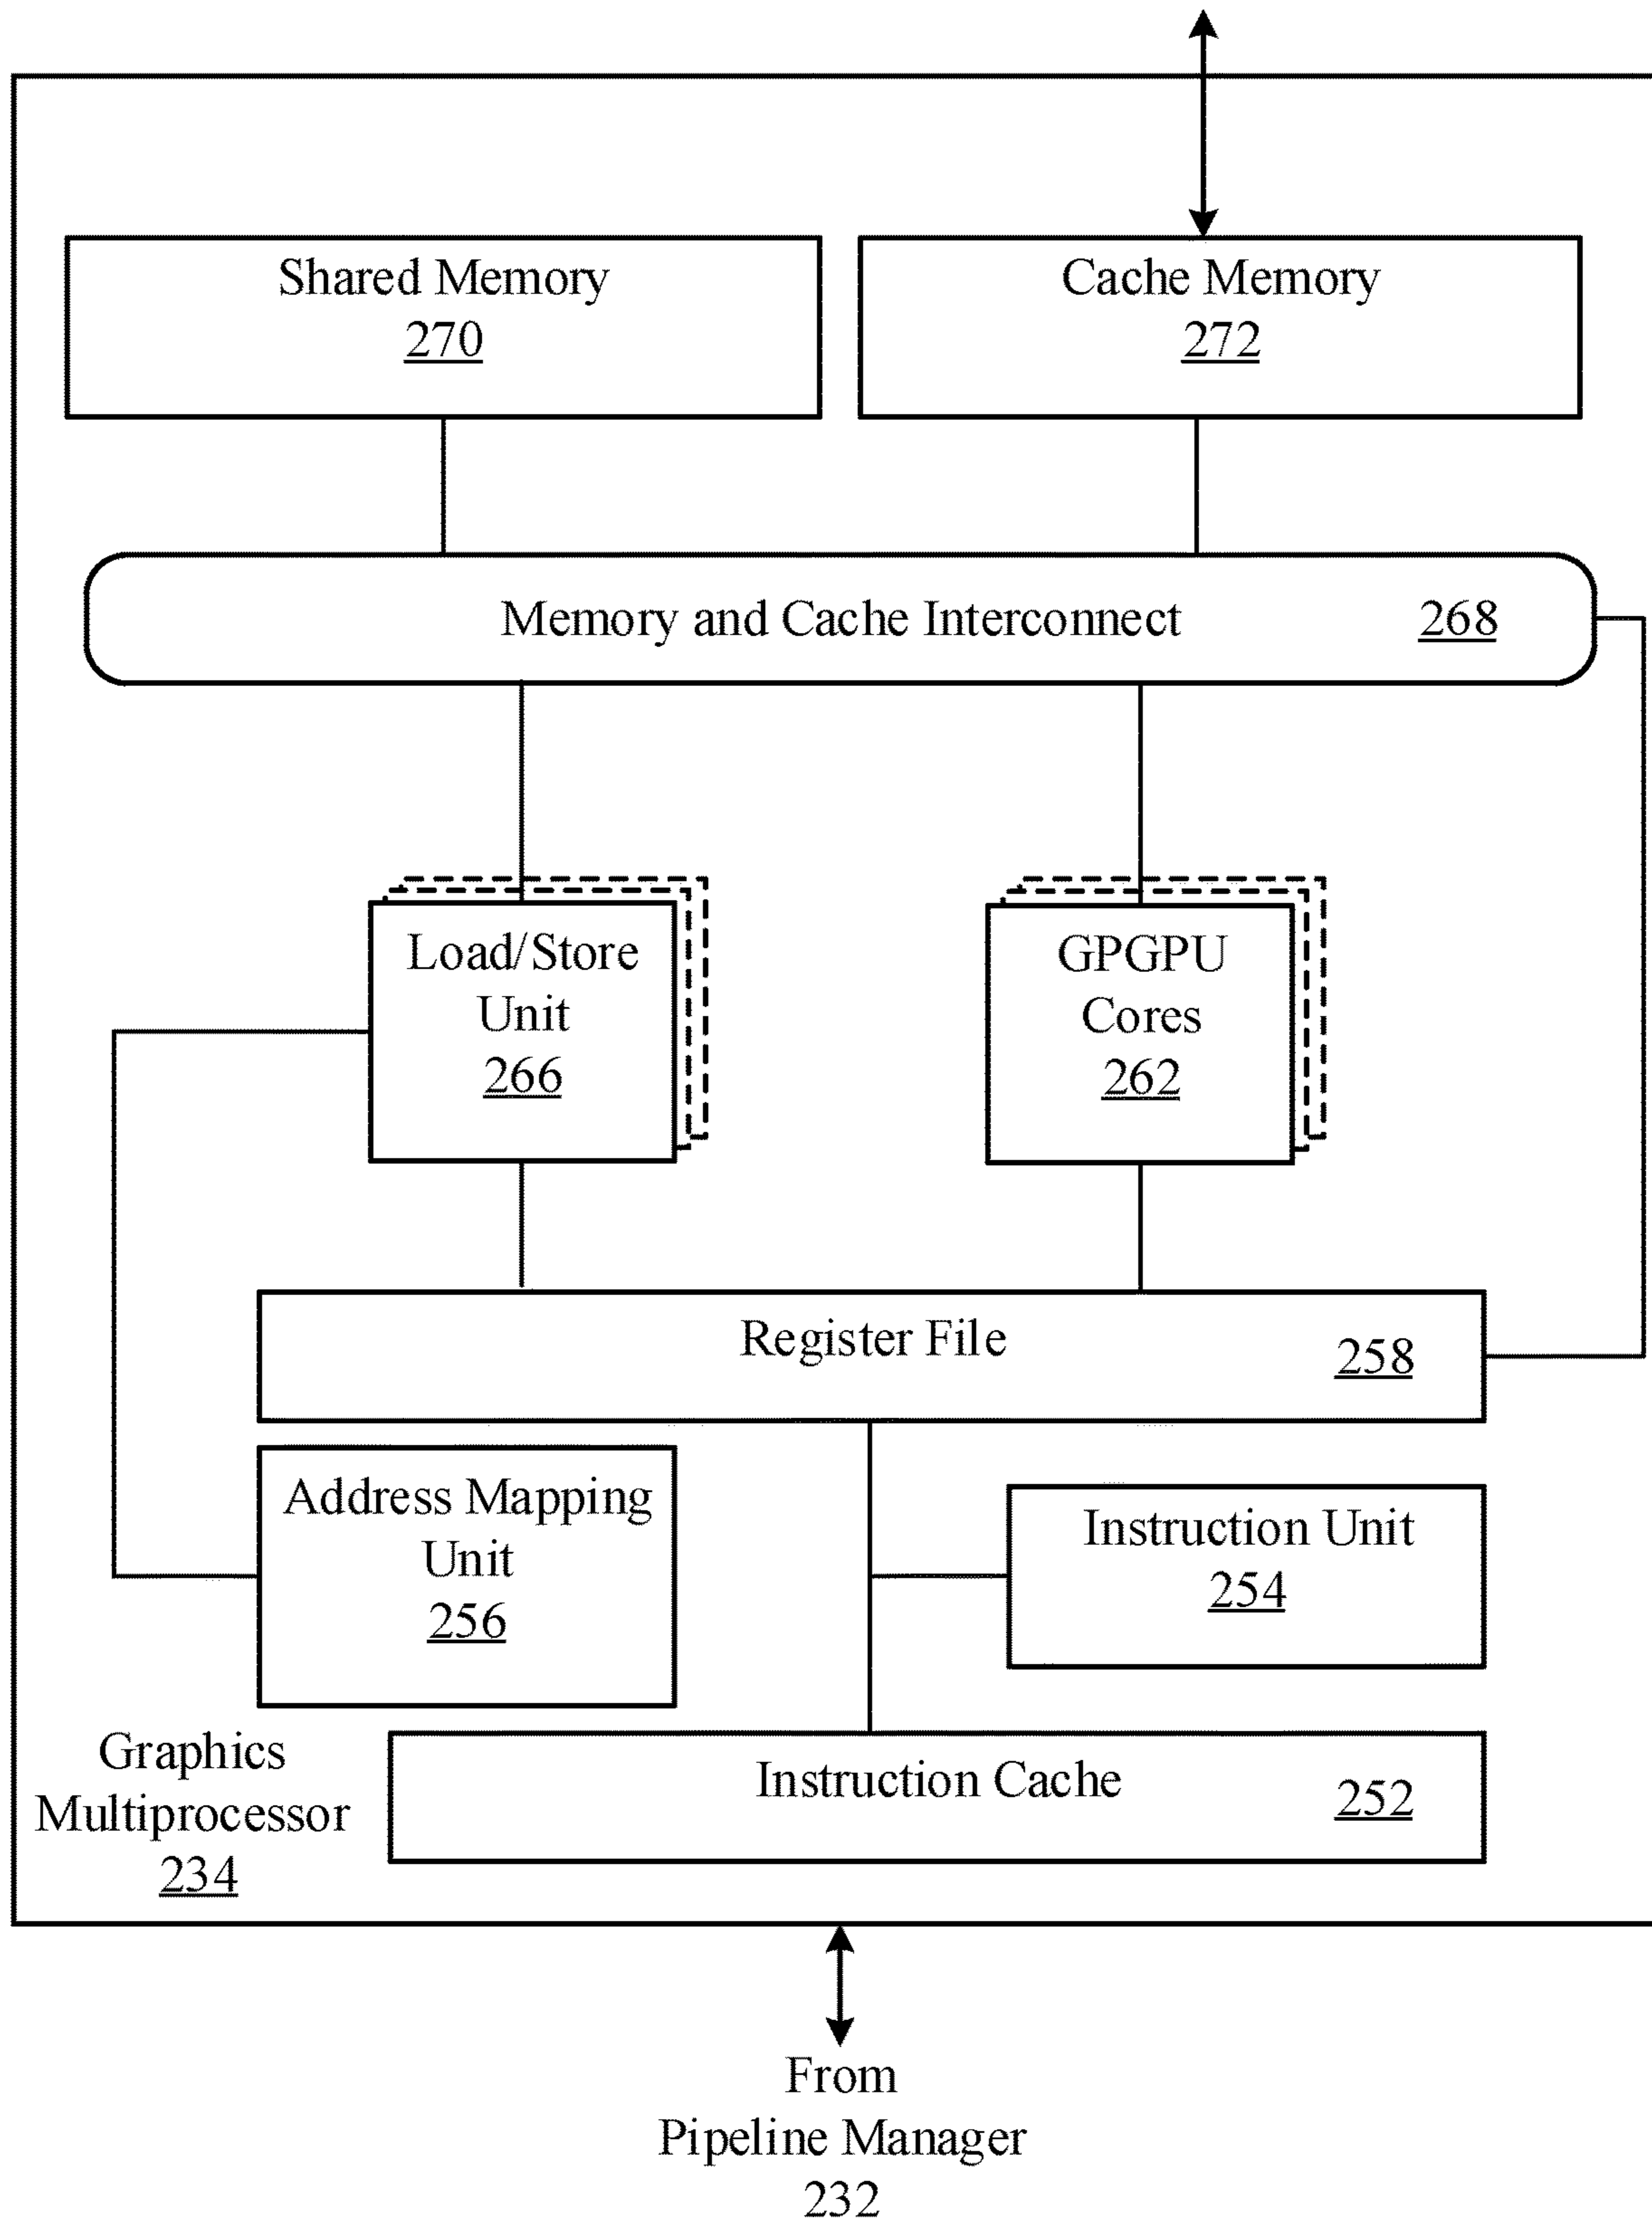 Shared Memory
270
Cache Memory
272
Memory and Cache Interconnect 268
Load/Store
Unit
266
GPGPU
Cores
262
Register File 258
Address Mapping
Unit
256
Instruction Unit
254
Graphics
Multiprocessor
234
Instruction Cache 252
From
Pipeline Manager
232